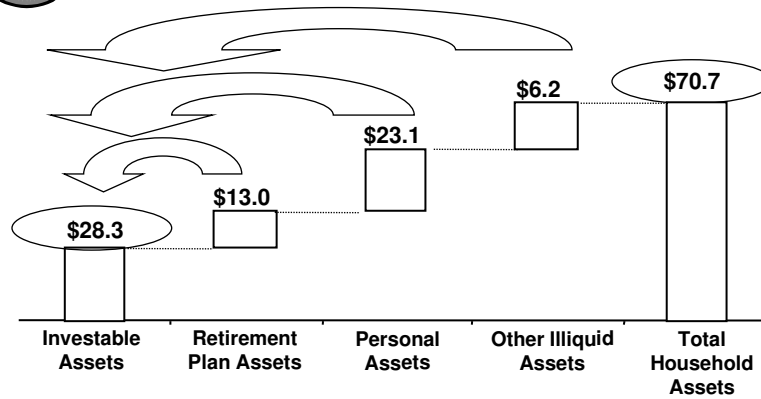 $70.7
$6.2
$23.1
$13.0
$28.3
Investable
Assets
Retirement
Plan Assets
Personal
Assets
Other Illiquid
Assets
Total
Household
Assets